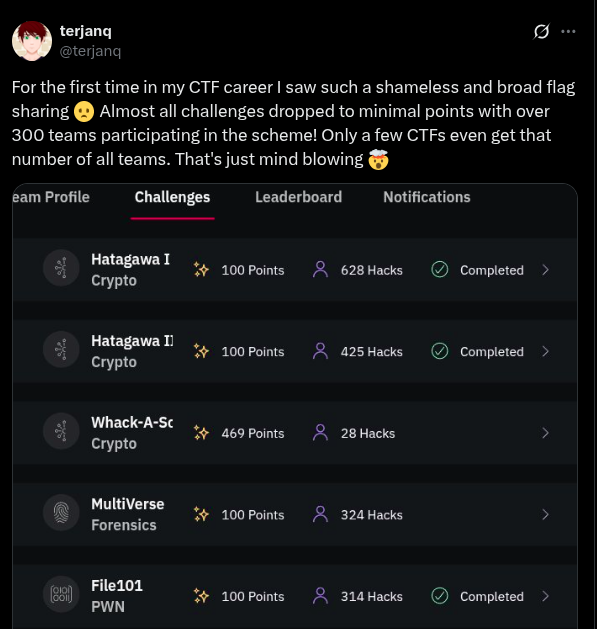 terjanq
@terjanq
For the first time in my CTF career I saw such a shameless and broad flag
sharing 🙁 Almost all challenges dropped to minimal points with over
300 teams participating in the scheme! Only a few CTFs even get that
number of all teams. That's just mind blowing 🤯
eam Profile Challenges Leaderboard Notifications
Hatagawa I 100 Points 628 Hacks Completed
Crypto
Hatagawa II 100 Points 425 Hacks Completed
Crypto
Whack-A-Sc 469 Points 28 Hacks
Crypto
MultiVerse 100 Points 324 Hacks
Forensics
File101 100 Points 314 Hacks Completed
PWN